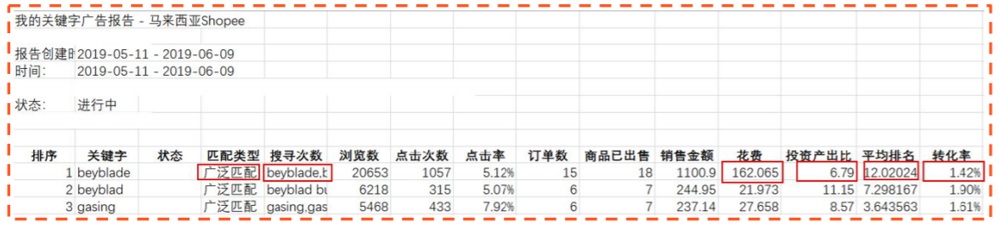 我的关键字广告报告 - 马来西亚Shopee
报告创建时 2019-05-11 - 2019-06-09
时间: 2019-05-11 - 2019-06-09
状态: 进行中
排序 关键字 状态 匹配类型 搜寻次数 浏览数 点击次数 点击率 订单数 商品已出售 销售金额 花费 投资产出比 平均排名 转化率
1 beyblade 广泛匹配 beyblade,b 20653 1057 5.12% 15 18 1100.9 162.065 6.79 12.02024 1.42%
2 beyblad 广泛匹配 beyblad bu 6218 315 5.07% 6 7 244.95 21.973 11.15 7.298167 1.90%
3 gasing 广泛匹配 gasing,gas 5468 433 7.92% 6 7 237.14 27.658 8.57 3.643563 1.61%